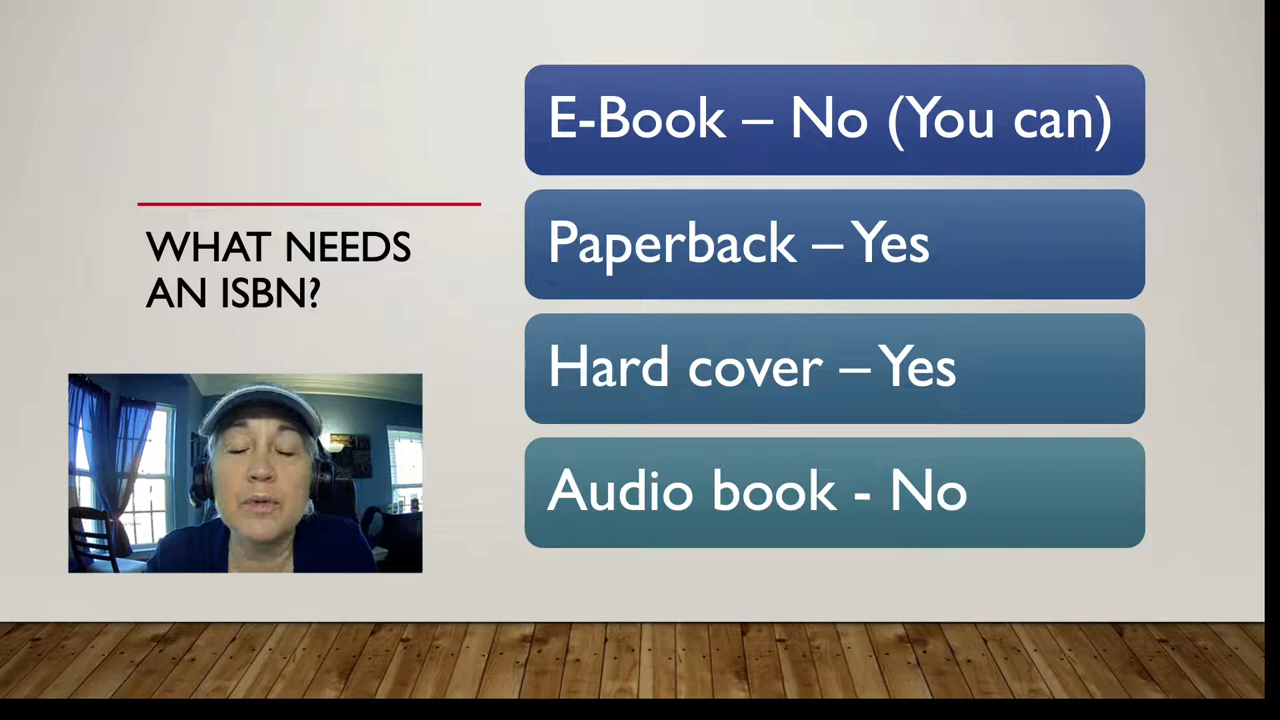 WHAT NEEDS
AN ISBN?
E-Book – No (You can)
Paperback – Yes
Hard cover – Yes
Audio book - No